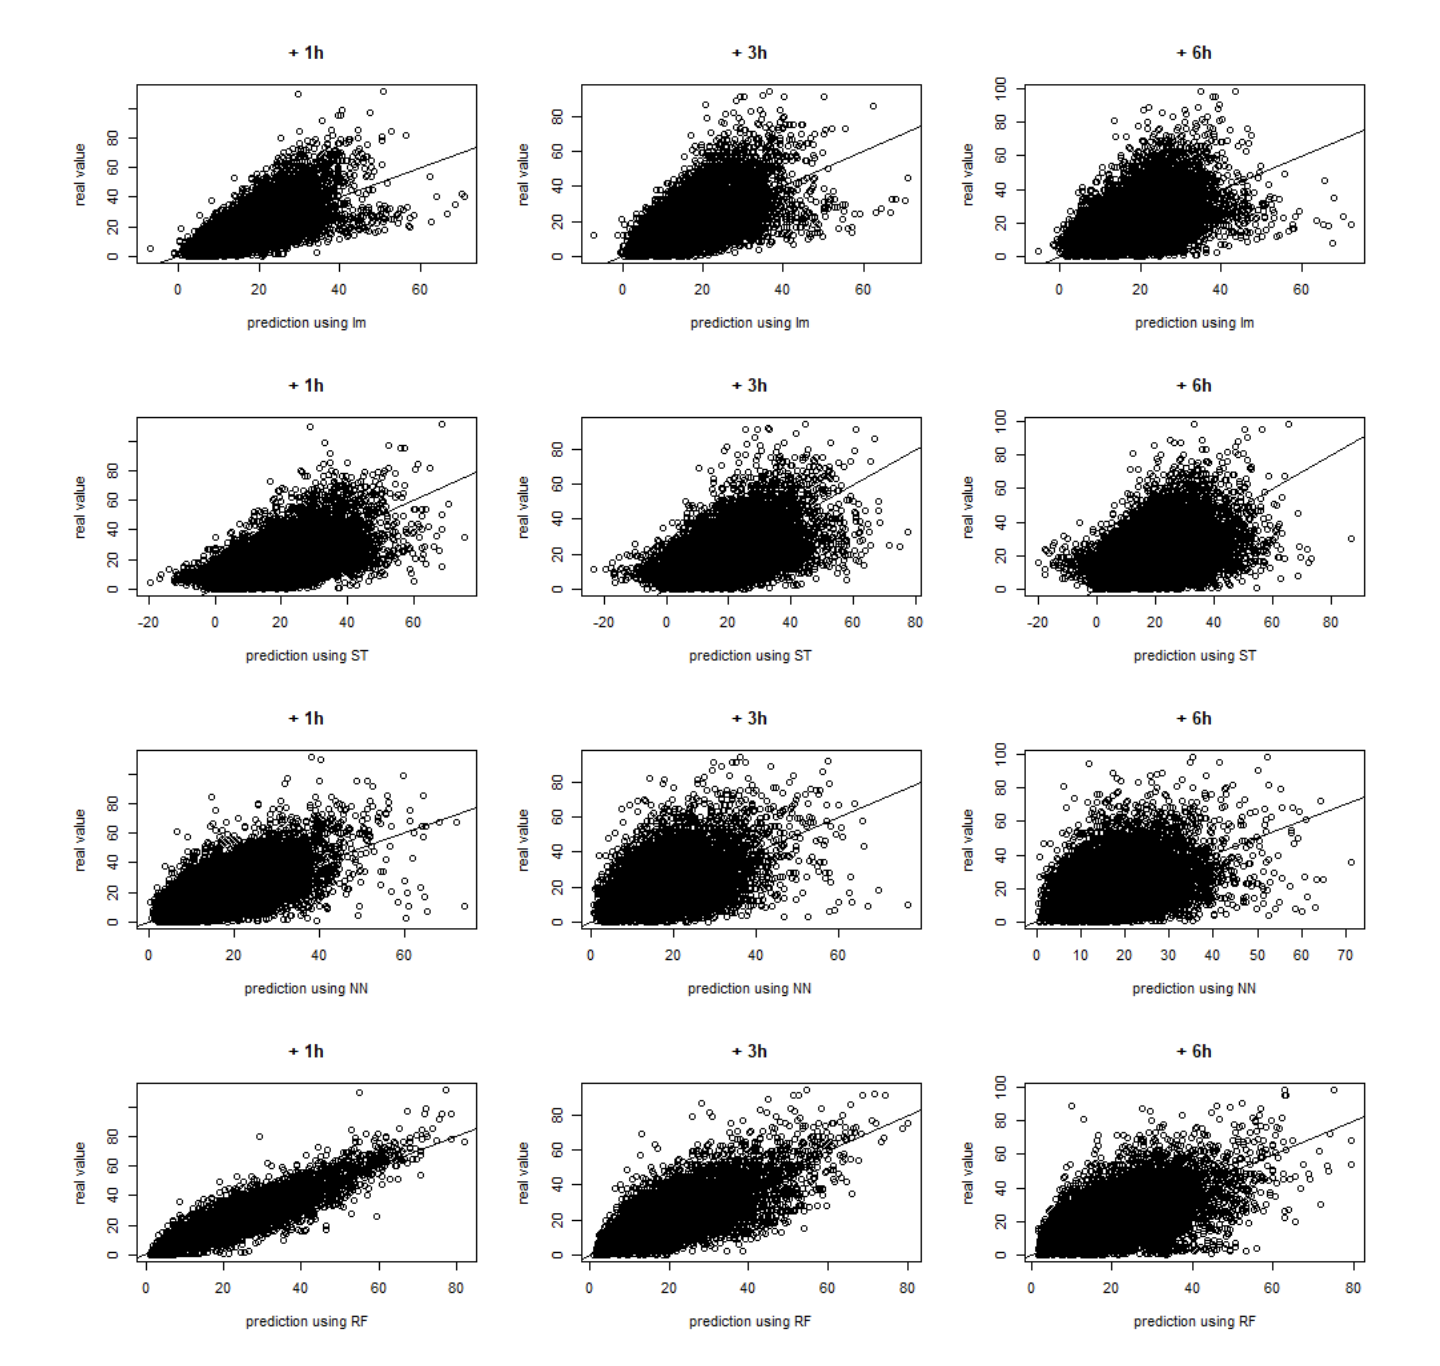 + 1h
+ 3h
+ 6h
real value
0 20 40 60 80
0 20 40 60
prediction using lm
real value
0 20 40 60 80
0 20 40 60
prediction using lm
real value
0 20 40 60 80 100
0 20 40 60
prediction using lm
+ 1h
+ 3h
+ 6h
real value
0 20 40 60 80
-20 0 20 40 60
prediction using ST
real value
0 20 40 60 80
-20 0 20 40 60 80
prediction using ST
real value
0 20 40 60 80 100
-20 0 20 40 60 80
prediction using ST
+ 1h
+ 3h
+ 6h
real value
0 20 40 60 80
0 20 40 60
prediction using NN
real value
0 20 40 60 80
0 20 40 60
prediction using NN
real value
0 20 40 60 80 100
0 10 20 30 40 50 60 70
prediction using NN
+ 1h
+ 3h
+ 6h
real value
0 20 40 60 80
0 20 40 60 80
prediction using RF
real value
0 20 40 60 80
0 20 40 60 80
prediction using RF
real value
0 20 40 60 80 100
0 20 40 60 80
prediction using RF